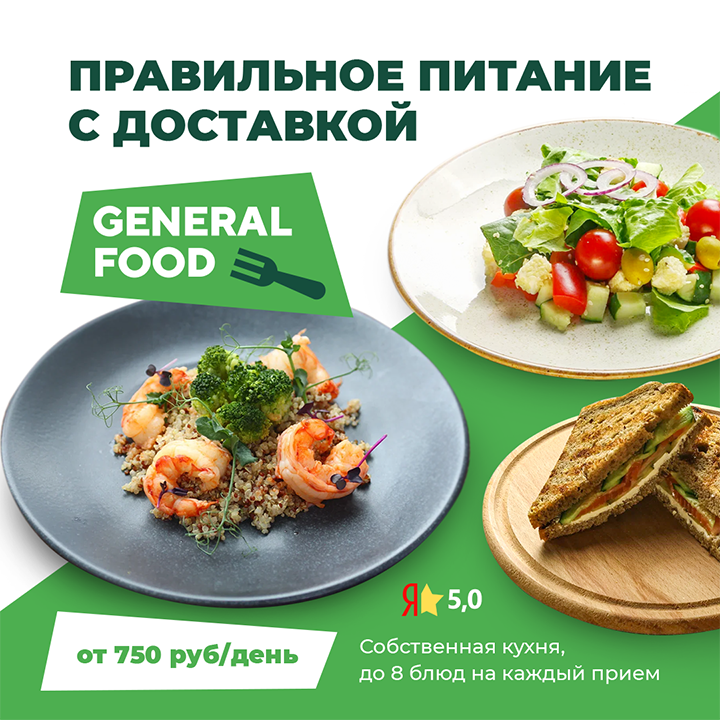 ПРАВИЛЬНОЕ ПИТАНИЕ
С ДОСТАВКОЙ
GENERAL
FOOD
Я 5,0
от 750 руб/день
Собственная кухня,
до 8 блюд на каждый прием